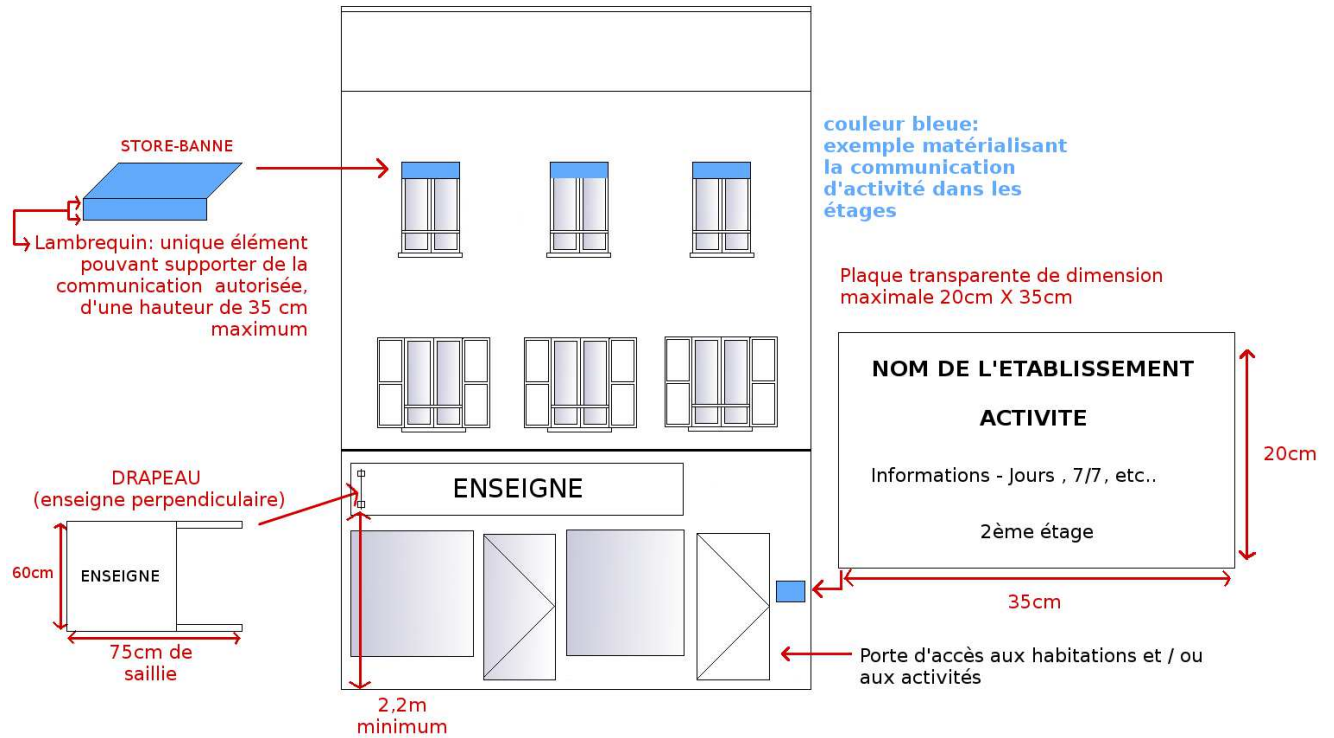 STORE-BANNE
Lambrequin: unique élément
pouvant supporter de la
communication autorisée,
d'une hauteur de 35 cm
maximum
couleur bleue:
exemple matérialisant
la communication
d'activité dans les
étages
Plaque transparente de dimension
maximale 20cm X 35cm
NOM DE L'ETABLISSEMENT
ACTIVITE
Informations - Jours , 7/7, etc..
2ème étage
20cm
35cm
DRAPEAU
(enseigne perpendiculaire)
ENSEIGNE
60cm
ENSEIGNE
75cm de
saillie
2,2m
minimum
Porte d'accès aux habitations et / ou
aux activités